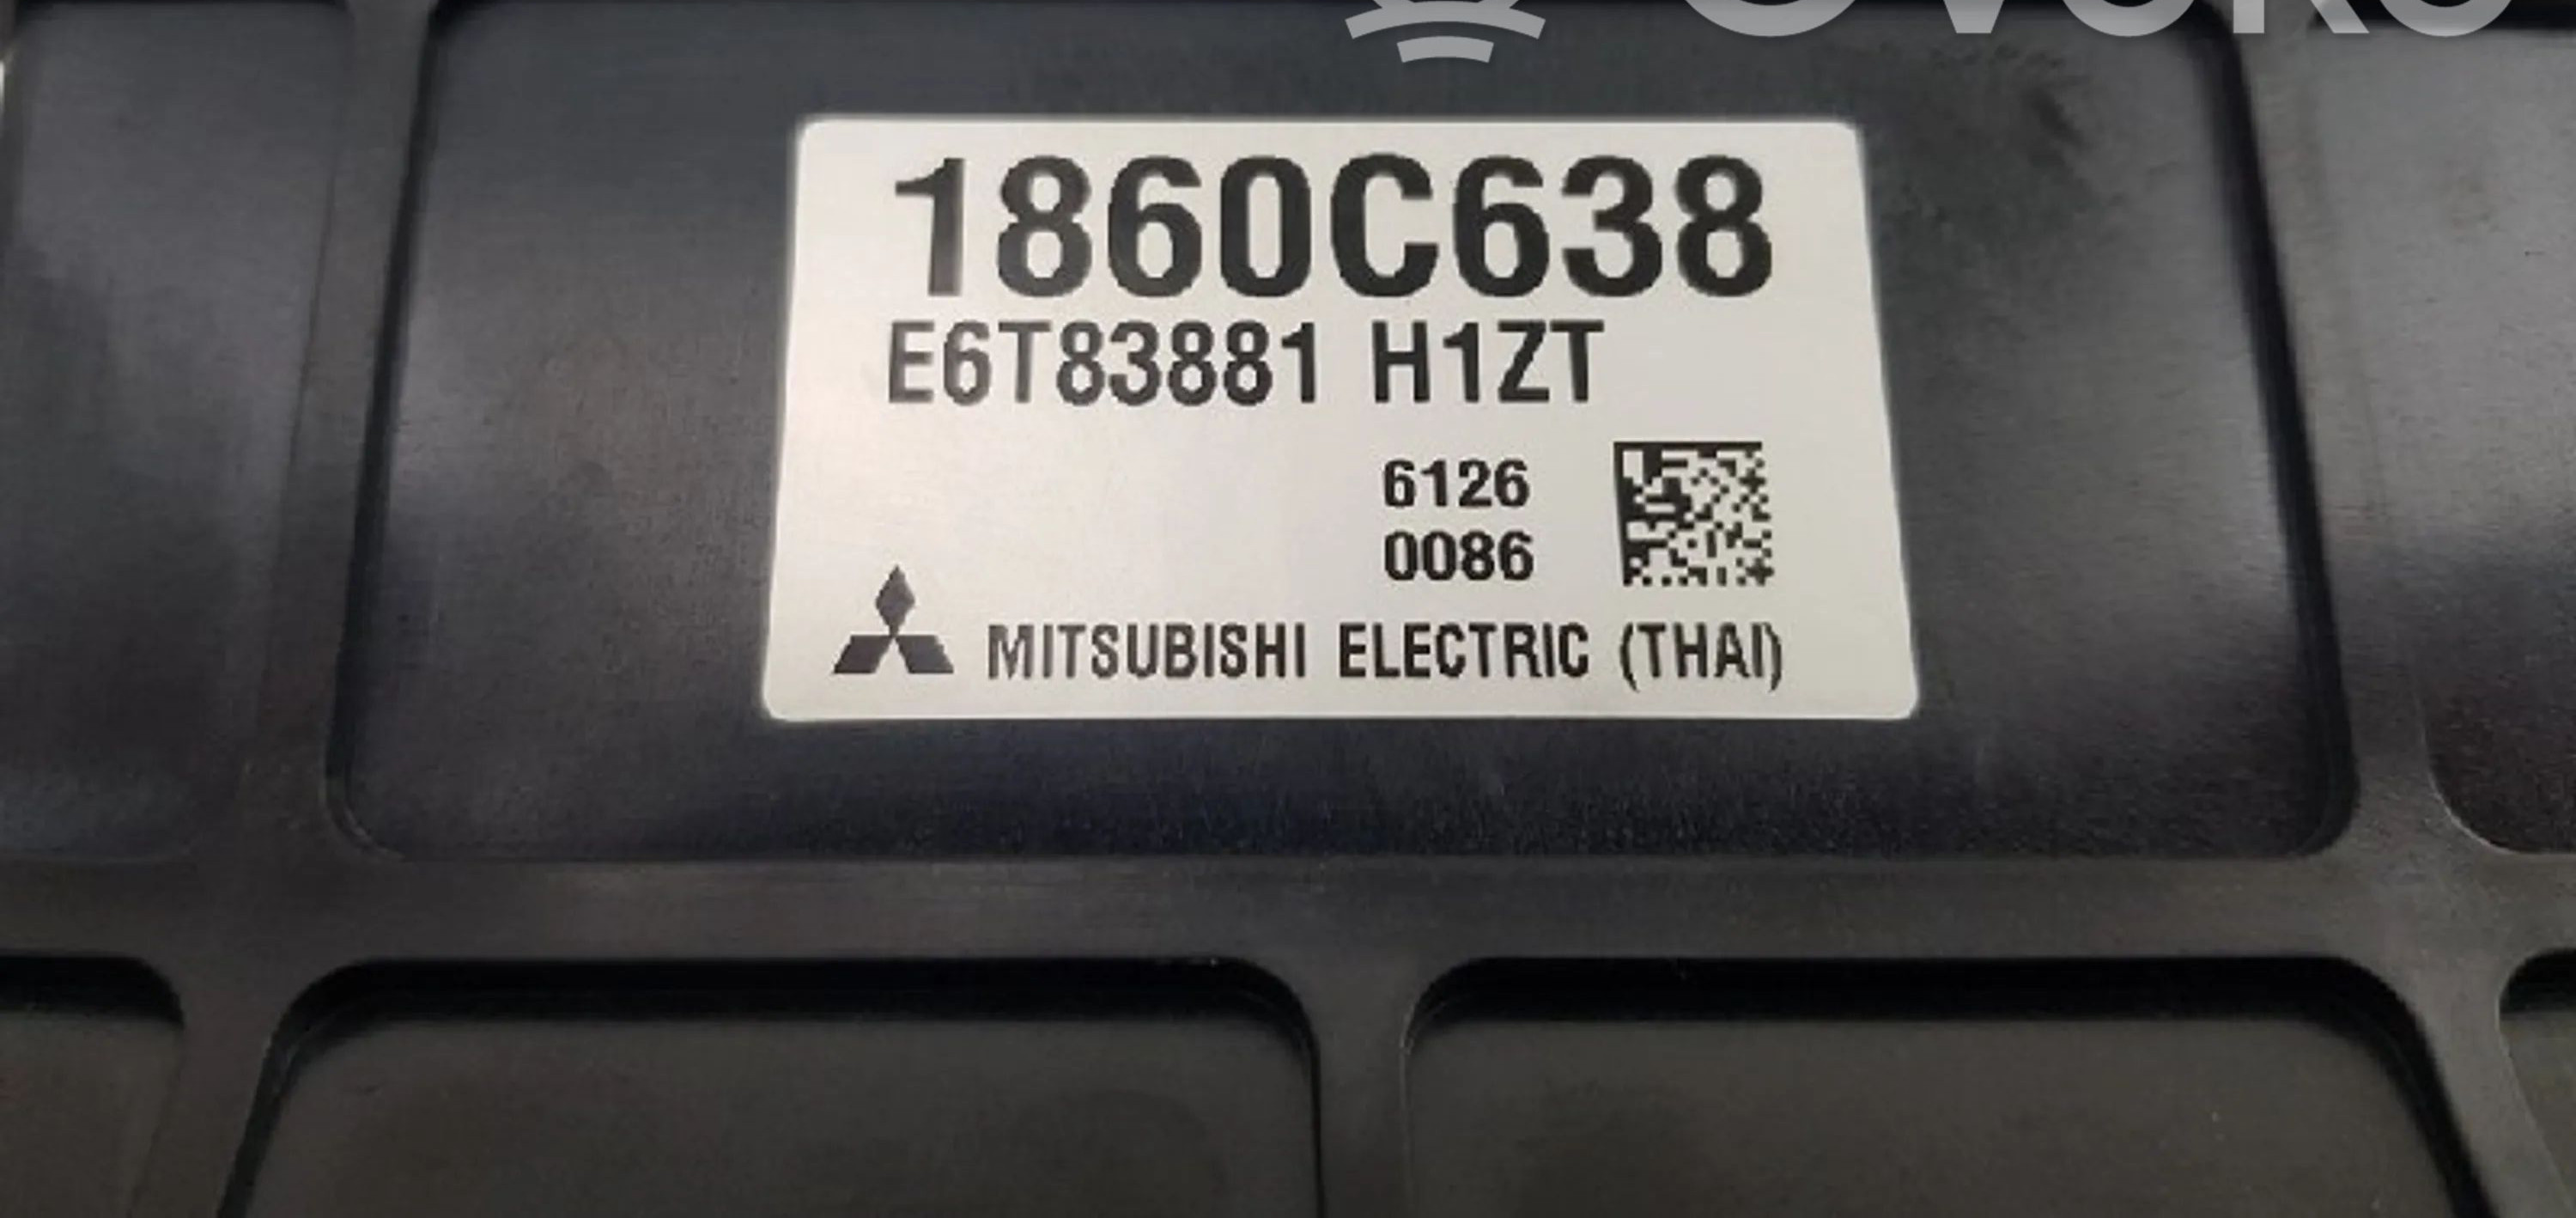 1860C638
E6T83881 H1ZT
6126
0086
MITSUBISHI ELECTRIC (THAI)